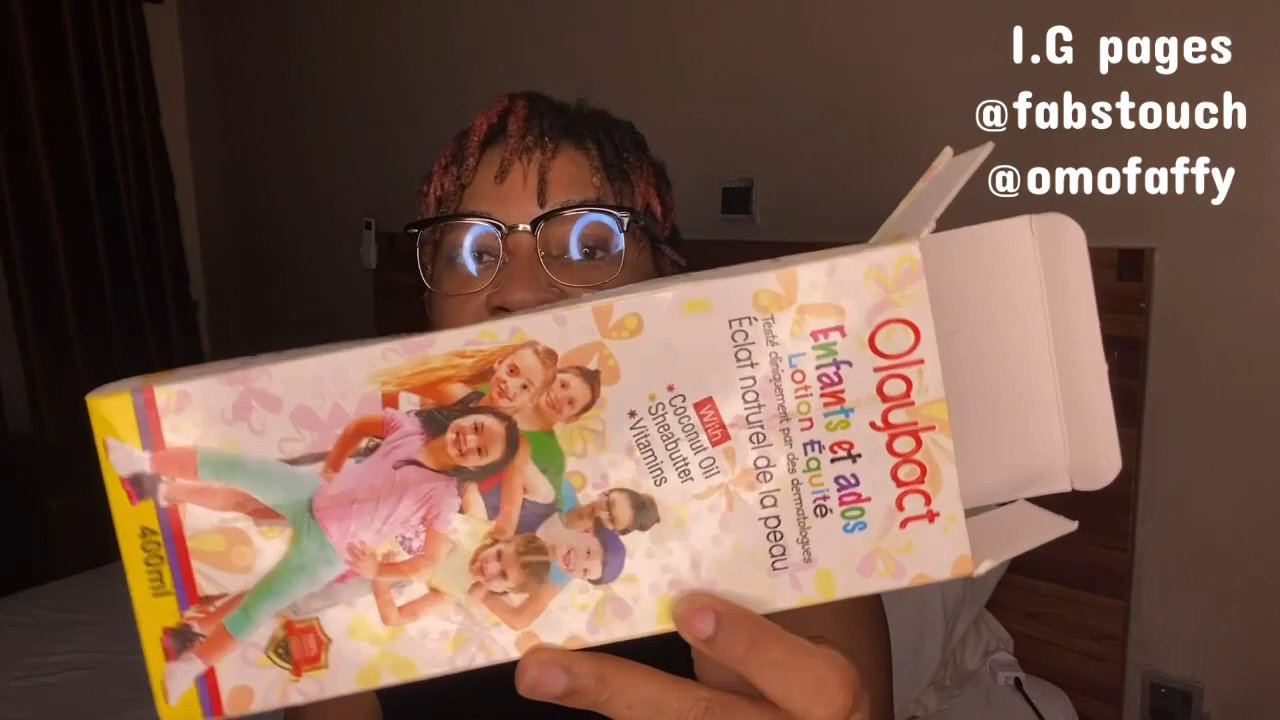 I.G pages
@fabstouch
@omofaffy
Olaybact
Enfants et ados
Lotion Équité
Testé cliniquement par des dermatologues
Éclat naturel de la peau
With
*Coconut Oil
*Sheabutter
*Vitamins
400ml